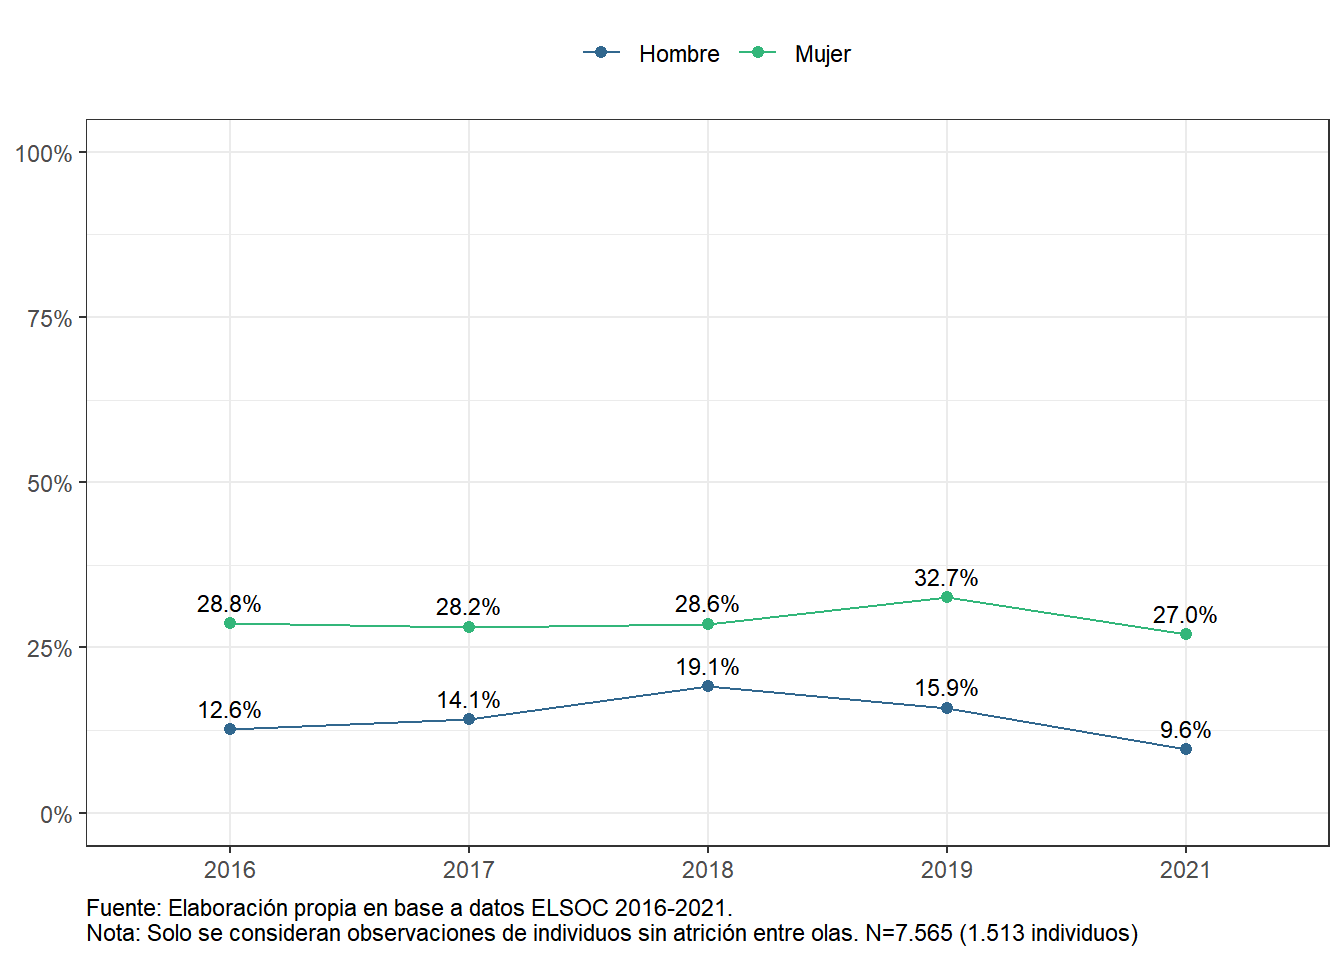 Hombre Mujer
100%
75%
50%
25%
0%
28.8% 28.2% 28.6% 32.7% 27.0%
12.6% 14.1% 19.1% 15.9% 9.6%
2016 2017 2018 2019 2021
Fuente: Elaboración propia en base a datos ELSOC 2016-2021.
Nota: Solo se consideran observaciones de individuos sin atrición entre olas. N=7.565 (1.513 individuos)